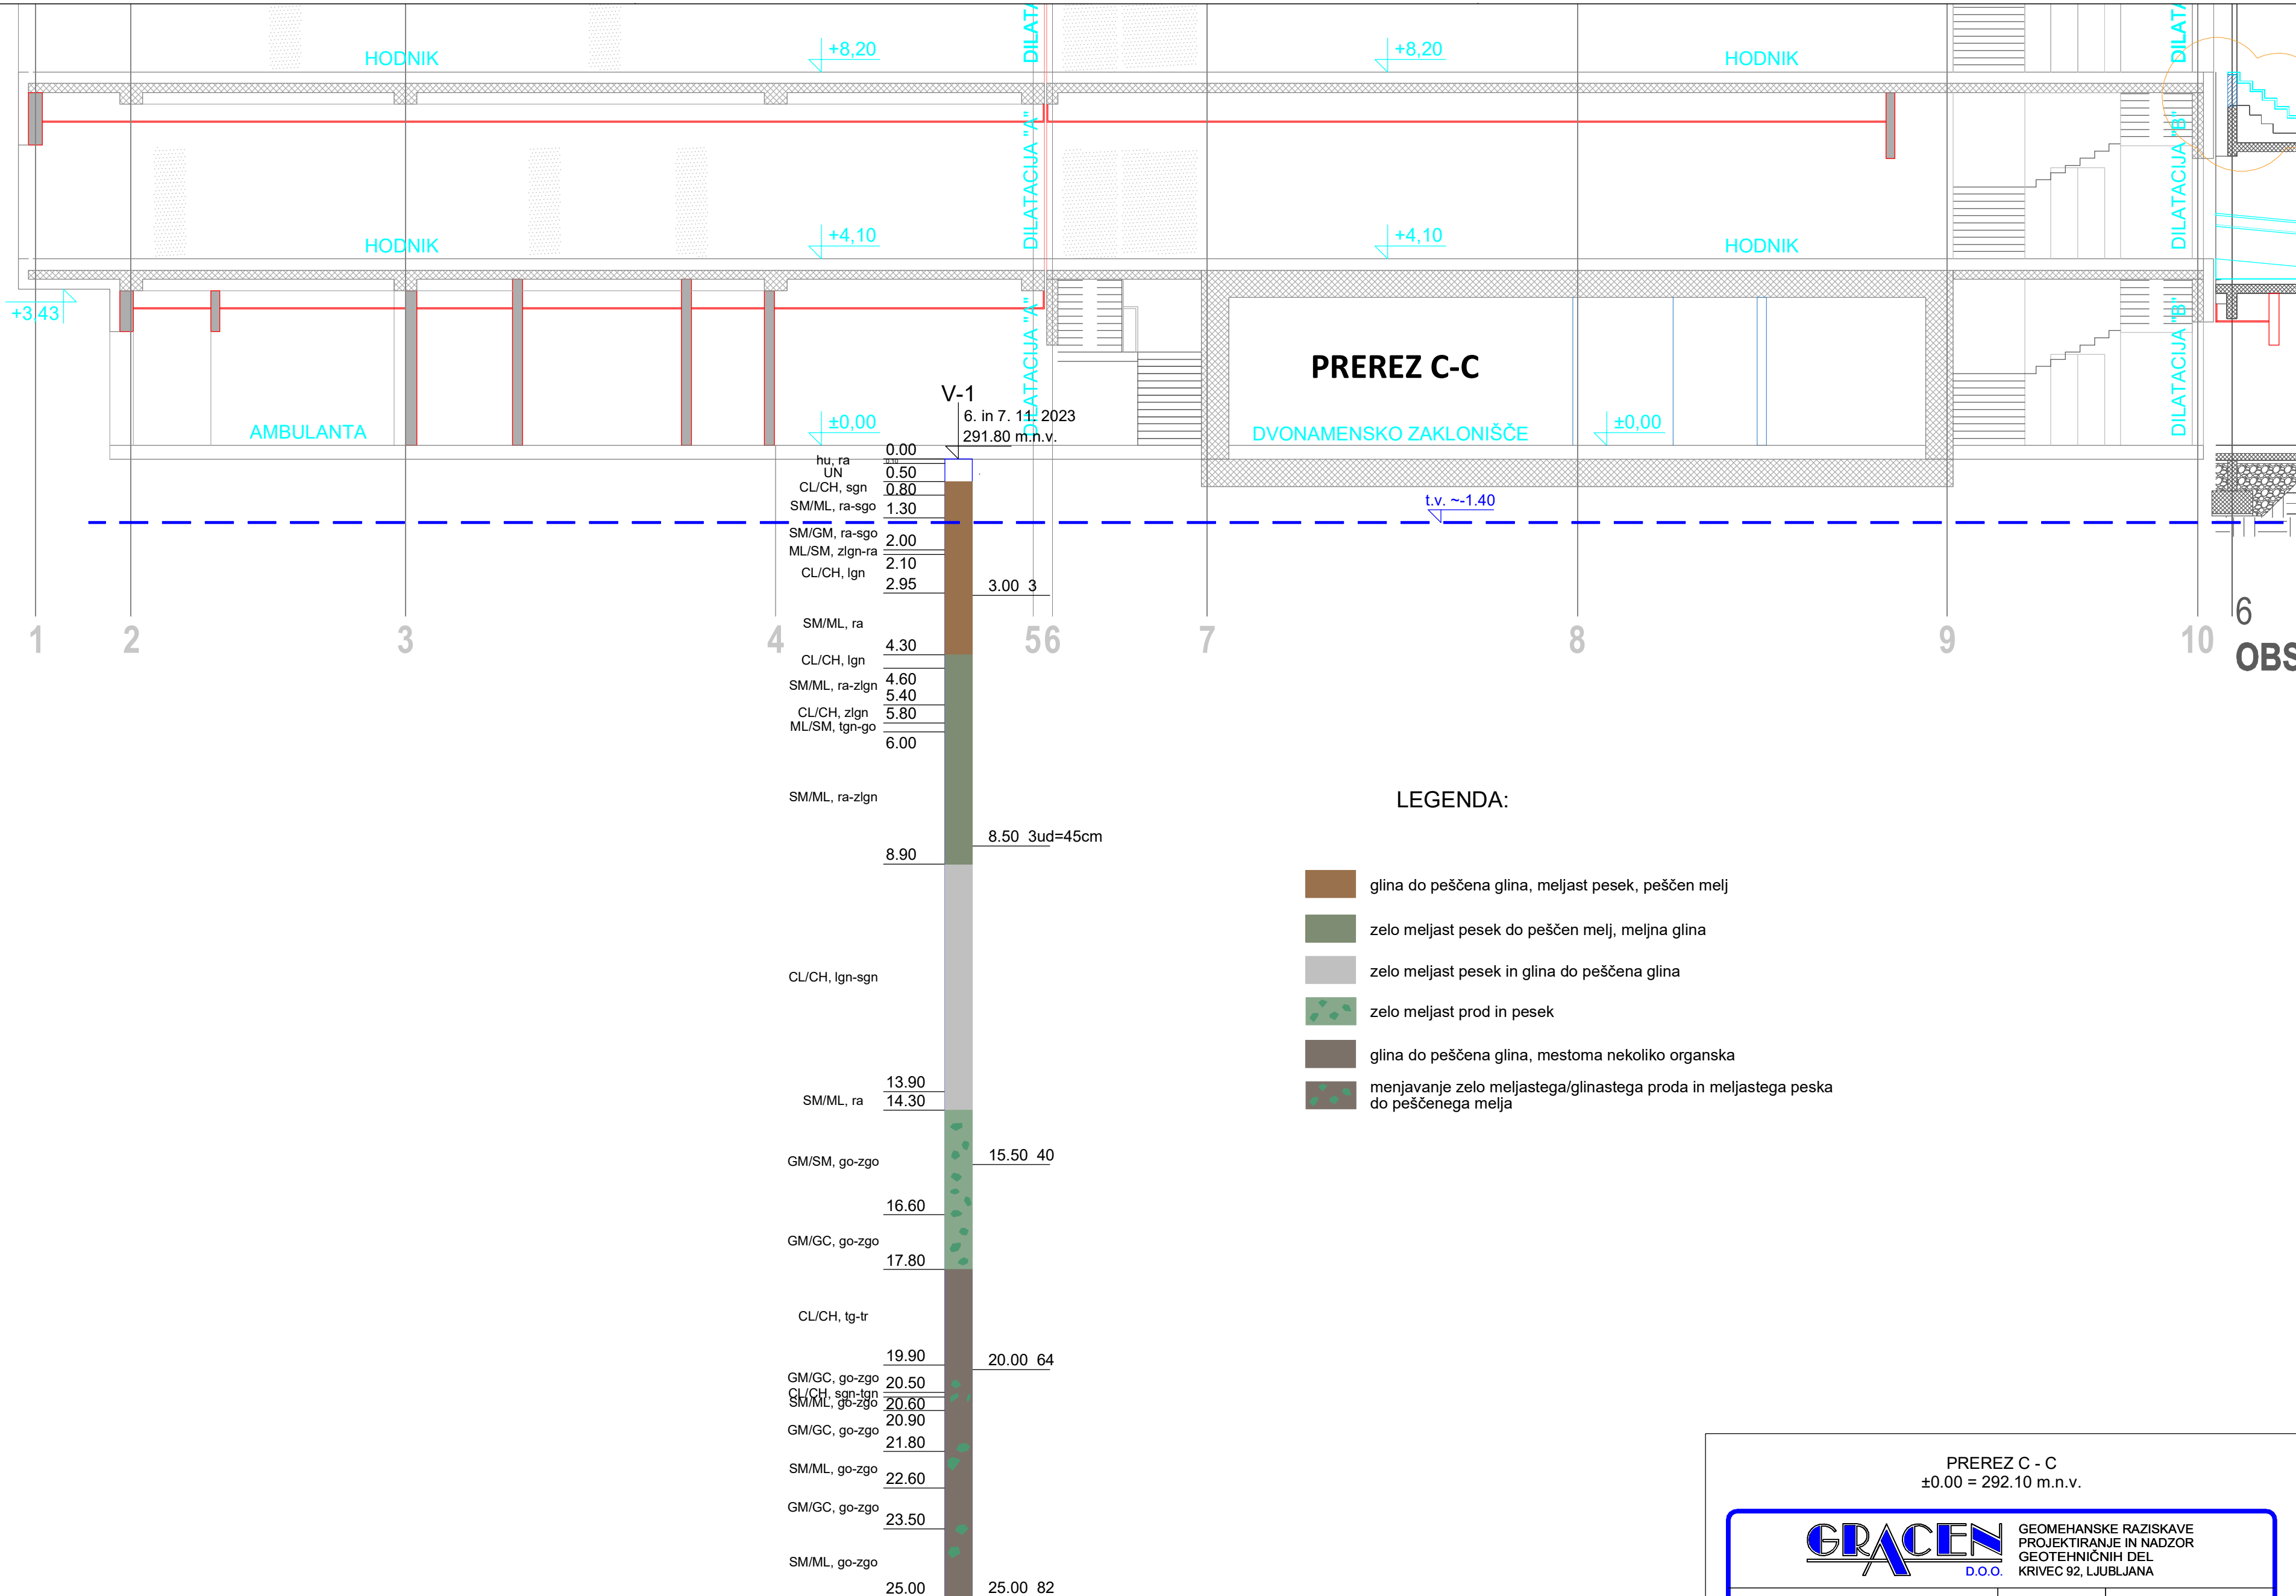 HODNIK
+8,20
+8,20
HODNIK
DILATA
DILATA
DILATACIJA "A"
DILATACIJA "B"
HODNIK
+4,10
+4,10
HODNIK
+3,43
DILATACIJA "A"
DILATACIJA "B"
PREREZ C-C
AMBULANTA
±0,00
DVONAMENSKO ZAKLONIŠČE
±0,00
V-1
6. in 7. 11. 2023
291.80 m.n.v.
t.v. ~-1.40
0.00
hu, ra
UN
0.50
CL/CH, sgn
0.80
SM/ML, ra-sgo
1.30
SM/GM, ra-sgo
2.00
ML/SM, zlgn-ra
2.10
CL/CH, lgn
2.95
3.00 3
SM/ML, ra
4.30
CL/CH, lgn
4.60
SM/ML, ra-zlgn
5.40
CL/CH, zlgn
5.80
ML/SM, tgn-go
6.00
SM/ML, ra-zlgn
8.50 3ud=45cm
8.90
CL/CH, lgn-sgn
13.90
SM/ML, ra
14.30
GM/SM, go-zgo
15.50 40
16.60
GM/GC, go-zgo
17.80
CL/CH, tg-tr
19.90
20.00 64
GM/GC, go-zgo
20.50
CL/CH, sgn-tgn
SM/ML, go-zgo
20.60
20.90
GM/GC, go-zgo
21.80
SM/ML, go-zgo
22.60
GM/GC, go-zgo
23.50
SM/ML, go-zgo
25.00
25.00 82
1 2 3 4 5 6 7 8 9 10
6
OBS
LEGENDA:
glina do peščena glina, meljast pesek, peščen melj
zelo meljast pesek do peščen melj, meljna glina
zelo meljast pesek in glina do peščena glina
zelo meljast prod in pesek
glina do peščena glina, mestoma nekoliko organska
menjavanje zelo meljastega/glinastega proda in meljastega peska
do peščenega melja
PREREZ C - C
±0.00 = 292.10 m.n.v.
GRACEN
D.O.O.
GEOMEHANSKE RAZISKAVE
PROJEKTIRANJE IN NADZOR
GEOTEHNIČNIH DEL
KRIVEC 92, LJUBLJANA